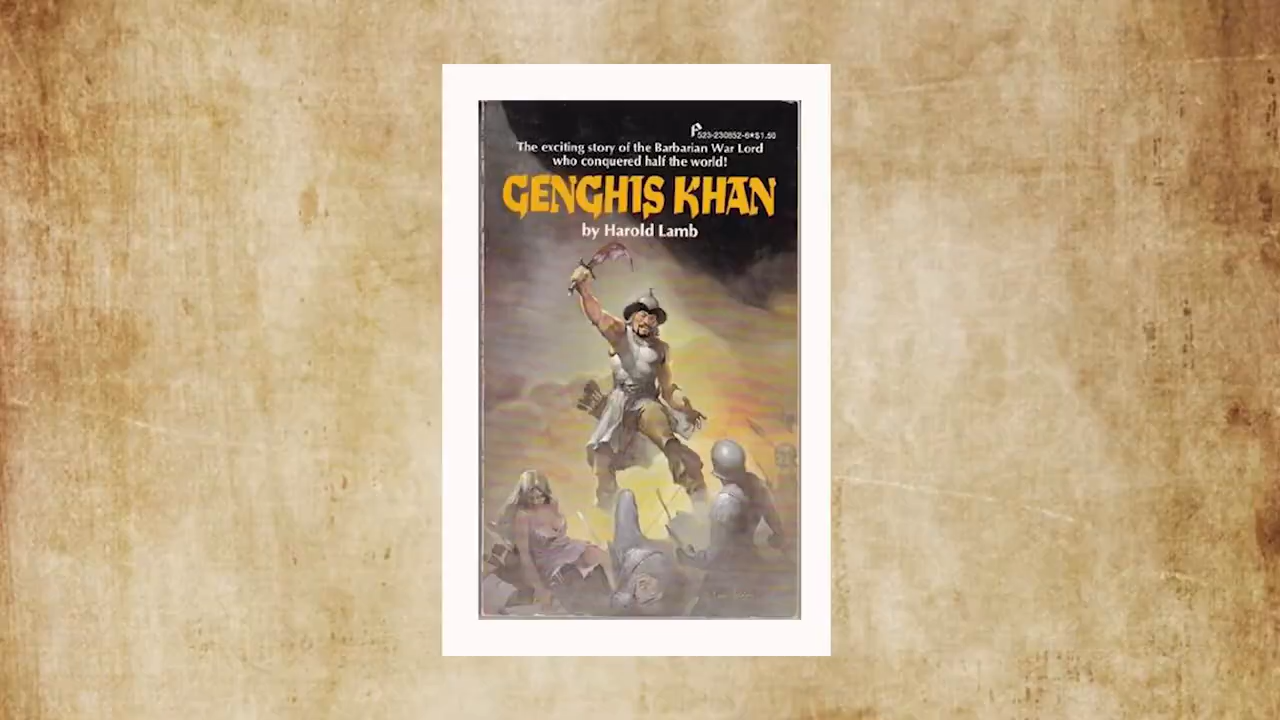 523-230852-6★$1.50
The exciting story of the Barbarian War Lord
who conquered half the world!
GENGHIS KHAN
by Harold Lamb